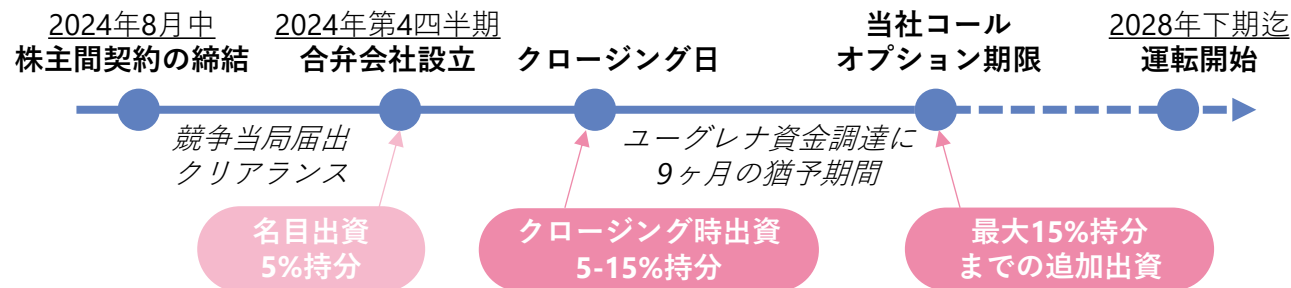 2024年8月中
株主間契約の締結
2024年第4四半期
合弁会社設立
クロージング日
当社コール
オプション期限
2028年下期迄
運転開始
競争当局届出
クリアランス
ユーグレナ資金調達に
9ヶ月の猶予期間
名目出資
5%持分
クロージング時出資
5-15%持分
最大15%持分
までの追加出資